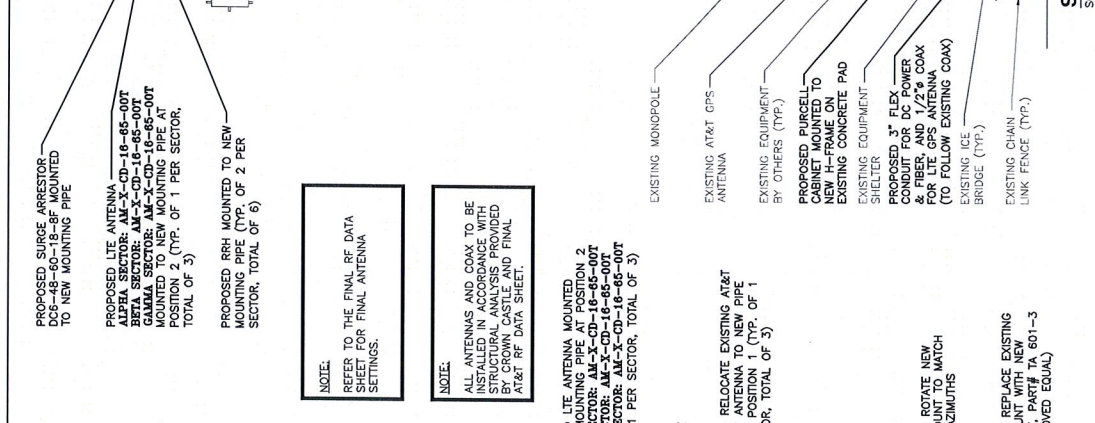 PROPOSED SURGE ARRESTOR
DC6-48-60-18-8F MOUNTED
TO NEW MOUNTING PIPE
PROPOSED LTE ANTENNA
ALPHA SECTOR: AM-X-CD-16-65-00T
BETA SECTOR: AM-X-CD-16-65-00T
GAMMA SECTOR: AM-X-CD-16-65-00T
MOUNTED TO NEW MOUNTING PIPE AT
POSITION 2 (TYP. OF 1 PER SECTOR,
TOTAL OF 3)
PROPOSED RRH MOUNTED TO NEW
MOUNTING PIPE (TYP. OF 2 PER
SECTOR, TOTAL OF 6)
NOTE:
REFER TO THE FINAL RF DATA
SHEET FOR FINAL ANTENNA
SETTINGS.
NOTE:
ALL ANTENNAS AND COAX TO BE
INSTALLED IN ACCORDANCE WITH
STRUCTURAL ANALYSIS PROVIDED
BY CROWN CASTLE AND FINAL
AT&T RF DATA SHEET.
LTE ANTENNA MOUNTED
MOUNTING PIPE AT POSITION 2
AM-X-CD-16-65-00T
AM-X-CD-16-65-00T
AM-X-CD-16-65-00T
1 PER SECTOR, TOTAL OF 3)
RELOCATE EXISTING AT&T
ANTENNA TO NEW PIPE
POSITION 1 (TYP. OF 1
TOTAL OF 3)
ROTATE NEW
TO MATCH
AZIMUTHS
REPLACE EXISTING
WITH NEW
PART# TA 601-3
EQUAL)
EXISTING MONOPOLE
EXISTING AT&T GPS
ANTENNA
EXISTING EQUIPMENT
BY OTHERS (TYP.)
PROPOSED PURCELL
CABINET MOUNTED TO
NEW H-FRAME ON
EXISTING CONCRETE PAD
EXISTING EQUIPMENT
SHELTER
PROPOSED 3" FLEX
CONDUIT FOR DC POWER
& FIBER, AND 1/2"ø COAX
FOR LTE GPS ANTENNA
(TO FOLLOW EXISTING COAX)
EXISTING ICE
BRIDGE (TYP.)
EXISTING CHAIN
LINK FENCE (TYP.)